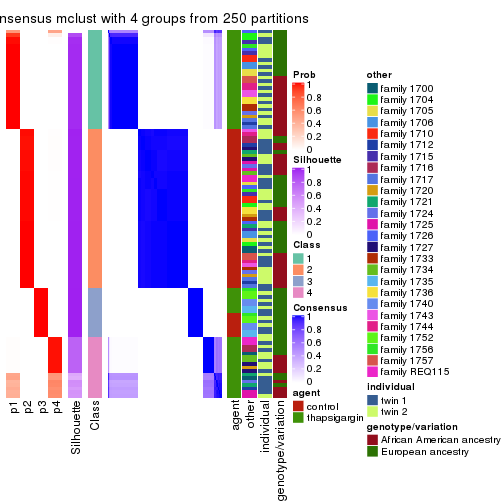 nsensus mclust with 4 groups from 250 partitions
p1
p2
p3
p4
Silhouette
Class
agent
other
individual
genotype/variation
Prob
1
0.8
0.6
0.4
0.2
0
Silhouette
1
0.8
0.6
0.4
0.2
0
Class
1
2
3
4
Consensus
1
0.8
0.6
0.4
0.2
0
agent
control
thapsigargin
other
family 1700
family 1704
family 1705
family 1706
family 1710
family 1712
family 1715
family 1716
family 1717
family 1720
family 1721
family 1724
family 1725
family 1726
family 1727
family 1733
family 1734
family 1735
family 1736
family 1740
family 1743
family 1744
family 1752
family 1756
family 1757
family REQ115
individual
twin 1
twin 2
genotype/variation
African American ancestry
European ancestry